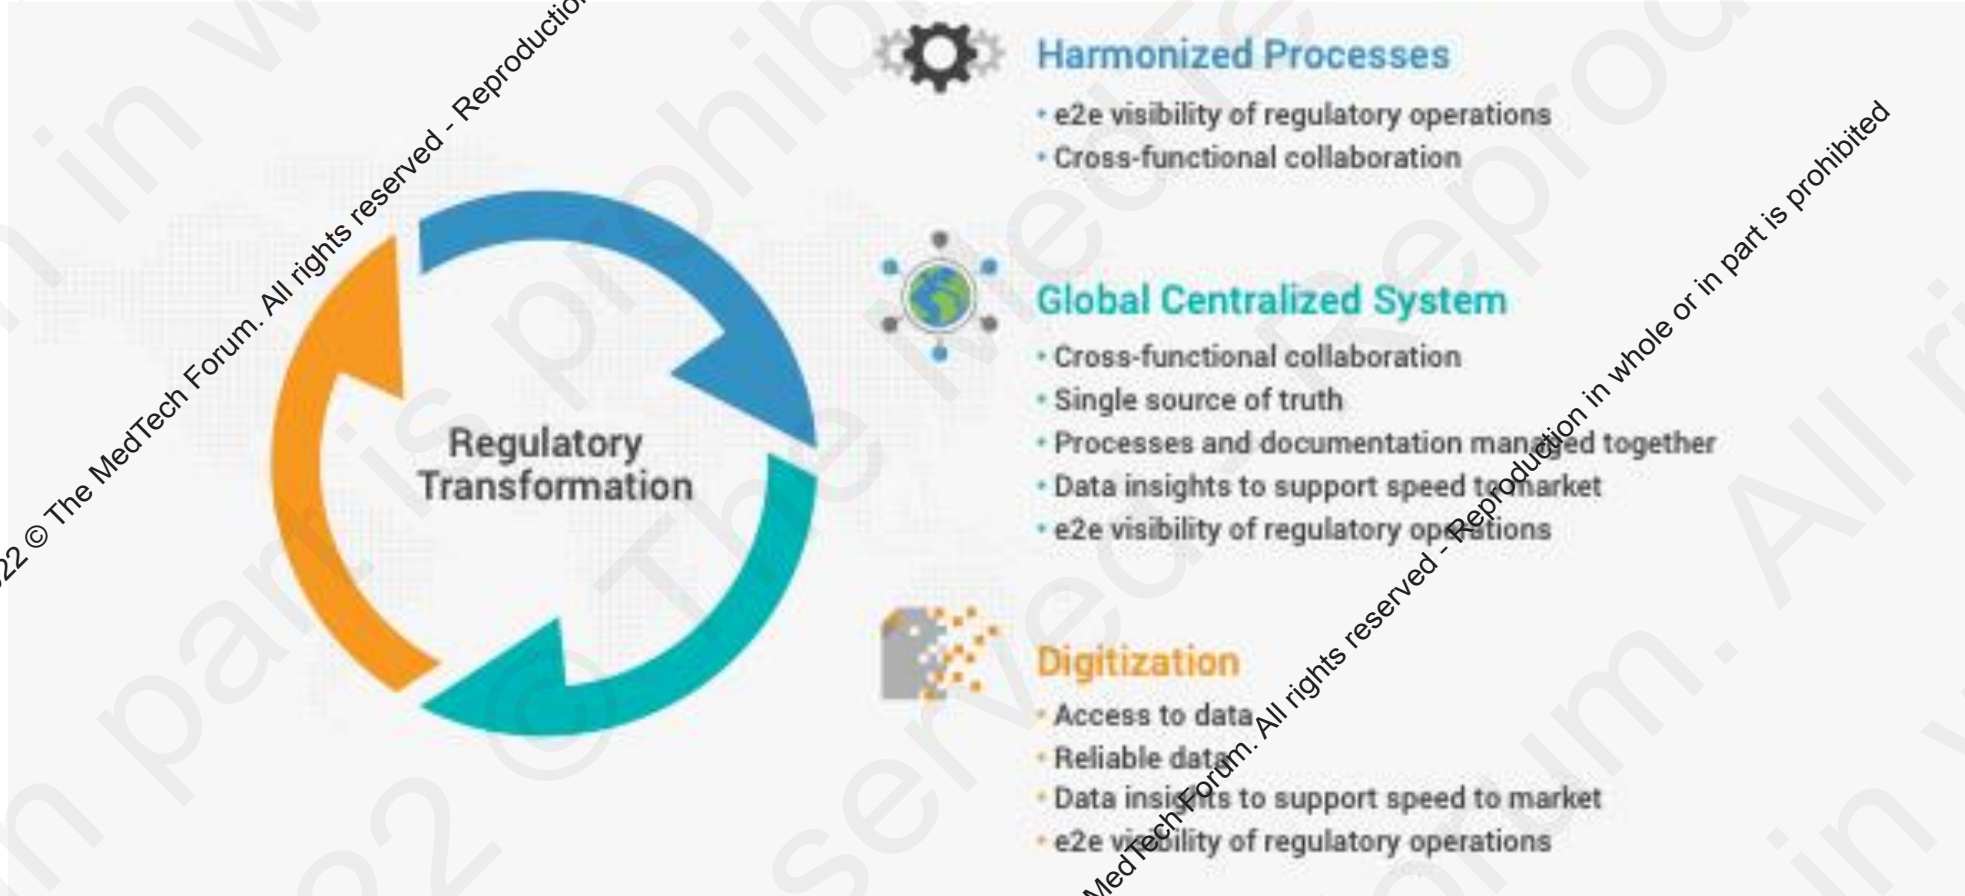 Harmonized Processes
• e2e visibility of regulatory operations
• Cross-functional collaboration
Regulatory
Transformation
Global Centralized System
• Cross-functional collaboration
• Single source of truth
• Processes and documentation managed together
• Data insights to support speed to market
• e2e visibility of regulatory operations
Digitization
• Access to data
• Reliable data
• Data insights to support speed to market
• e2e visibility of regulatory operations
22 © The MedTech Forum. All rights reserved - Reproduction
MedTech Forum. All rights reserved - Reproduction in whole or in part is prohibited